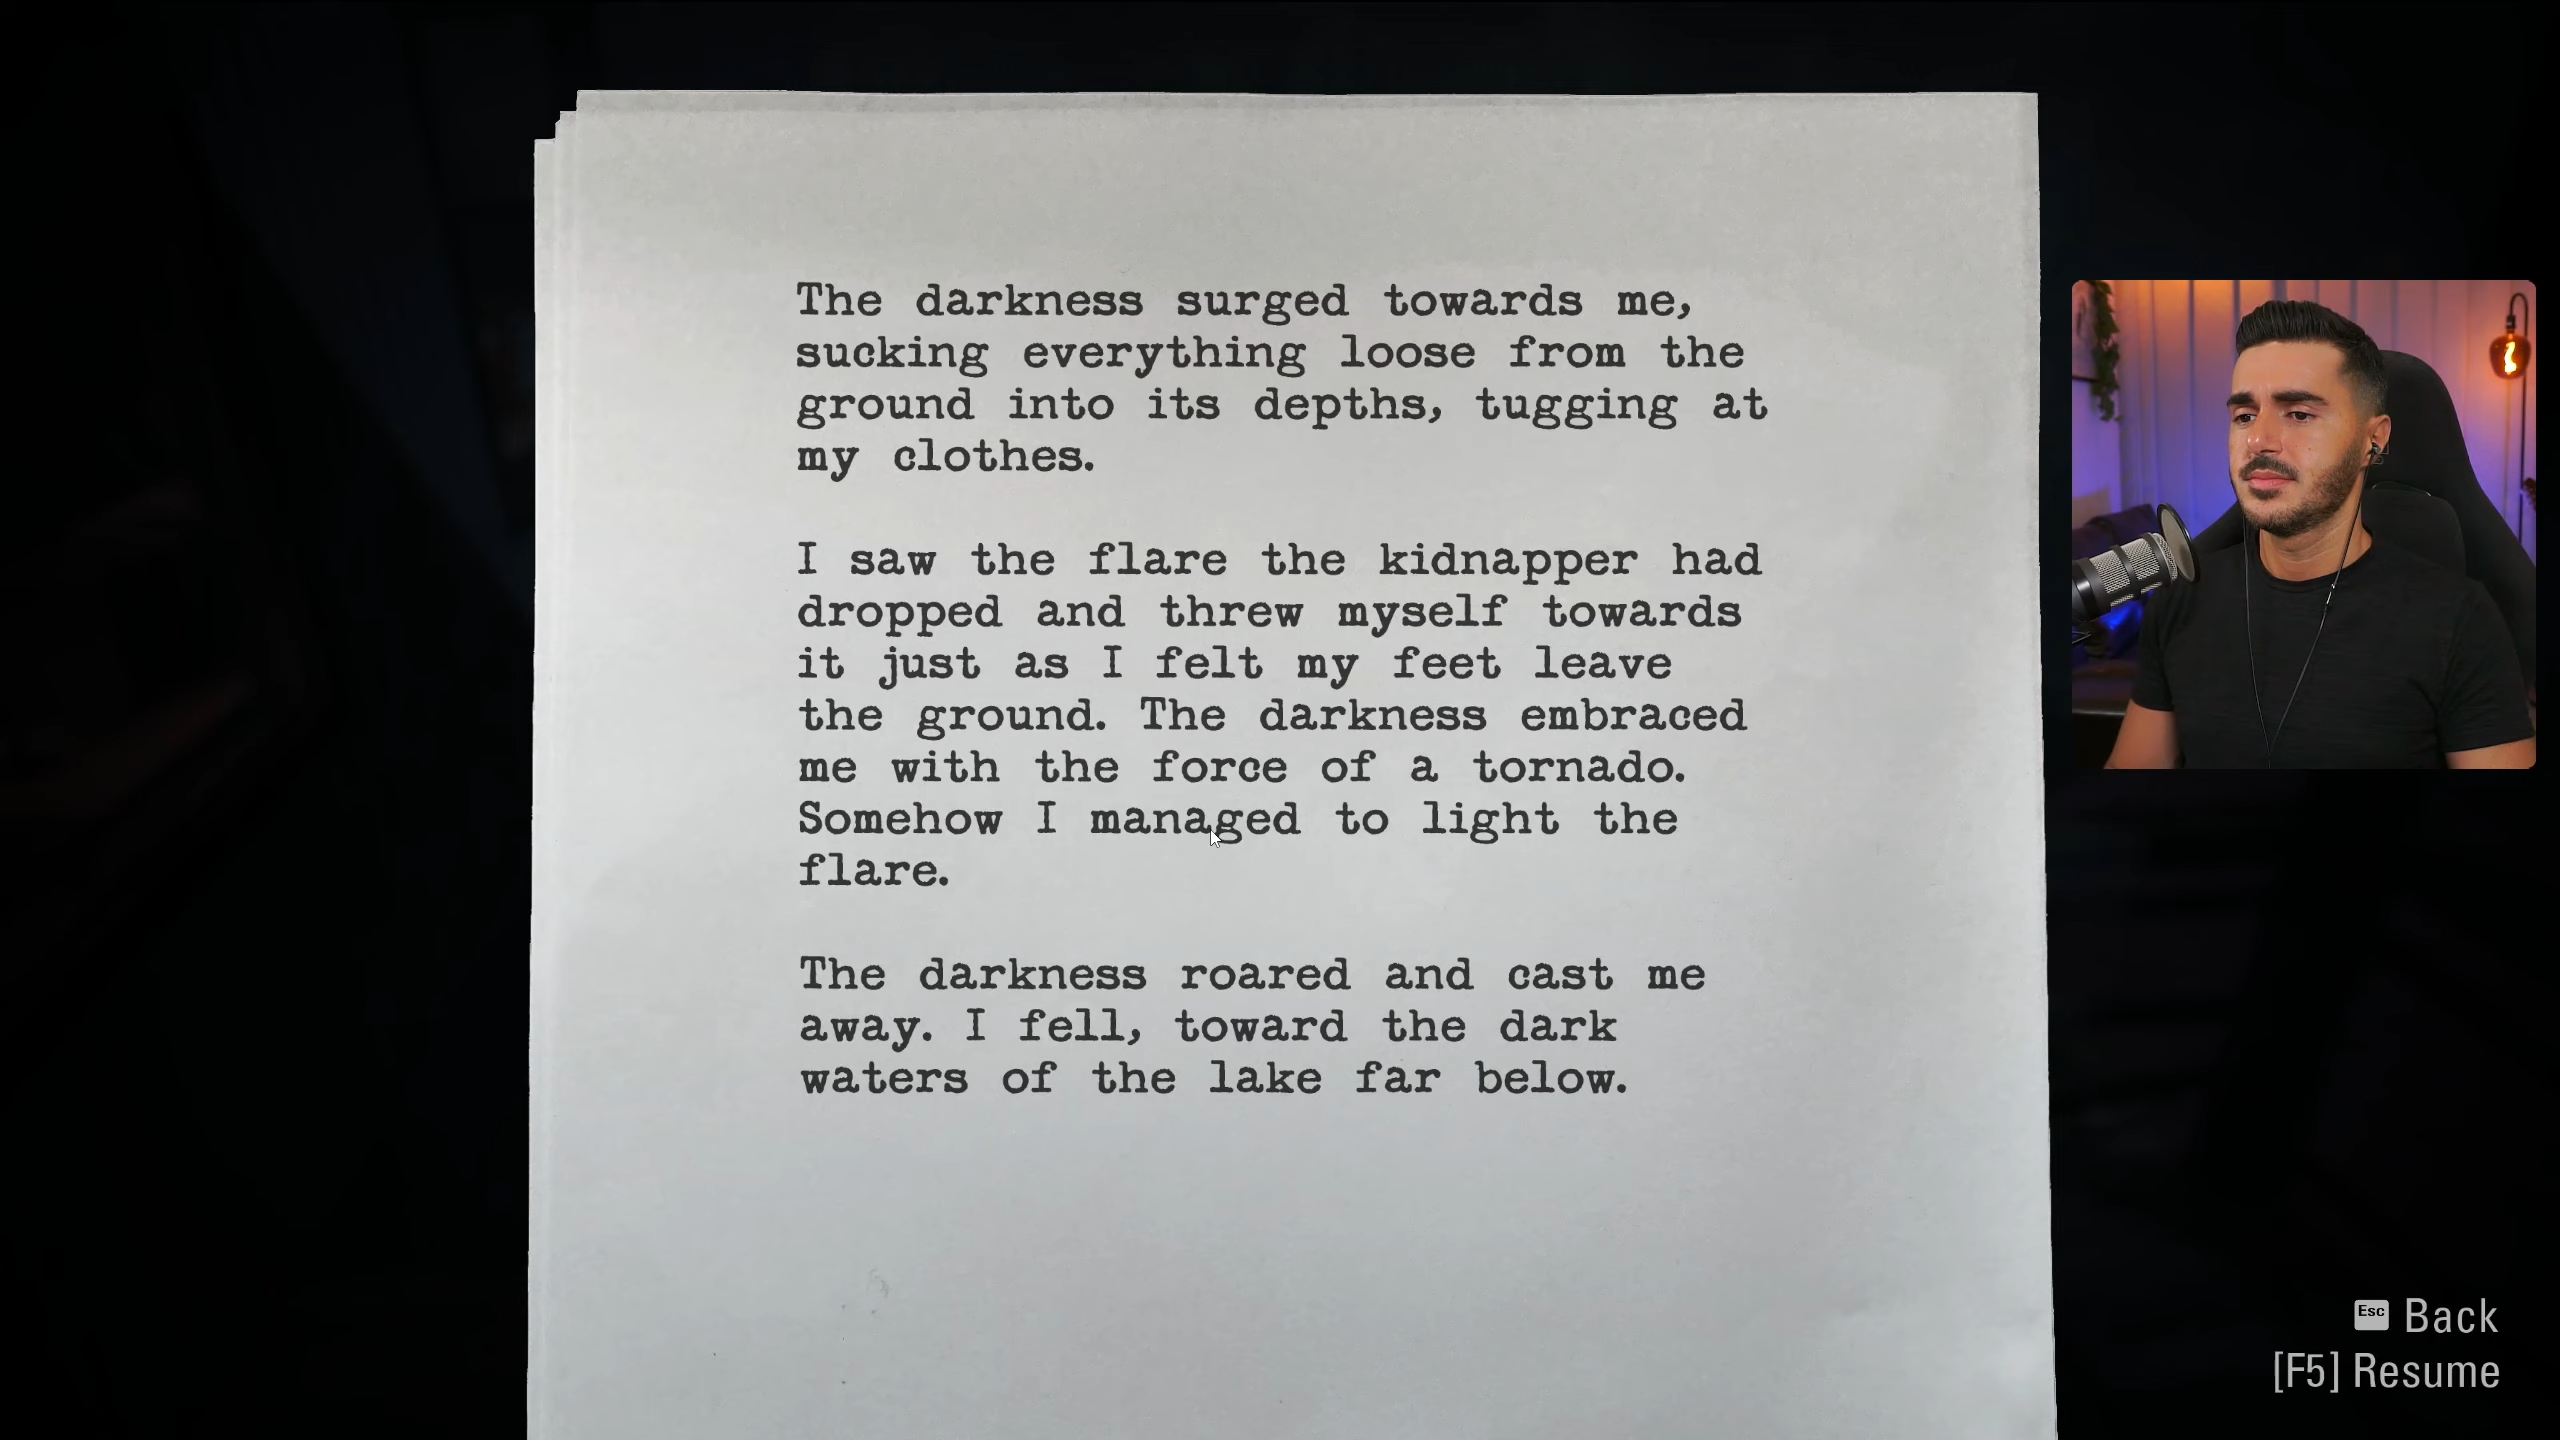 The darkness surged towards me,
sucking everything loose from the
ground into its depths, tugging at
my clothes.
I saw the flare the kidnapper had
dropped and threw myself towards
it just as I felt my feet leave
the ground. The darkness embraced
me with the force of a tornado.
Somehow I managed to light the
flare.
The darkness roared and cast me
away. I fell, toward the dark
waters of the lake far below.
Esc Back
[F5] Resume